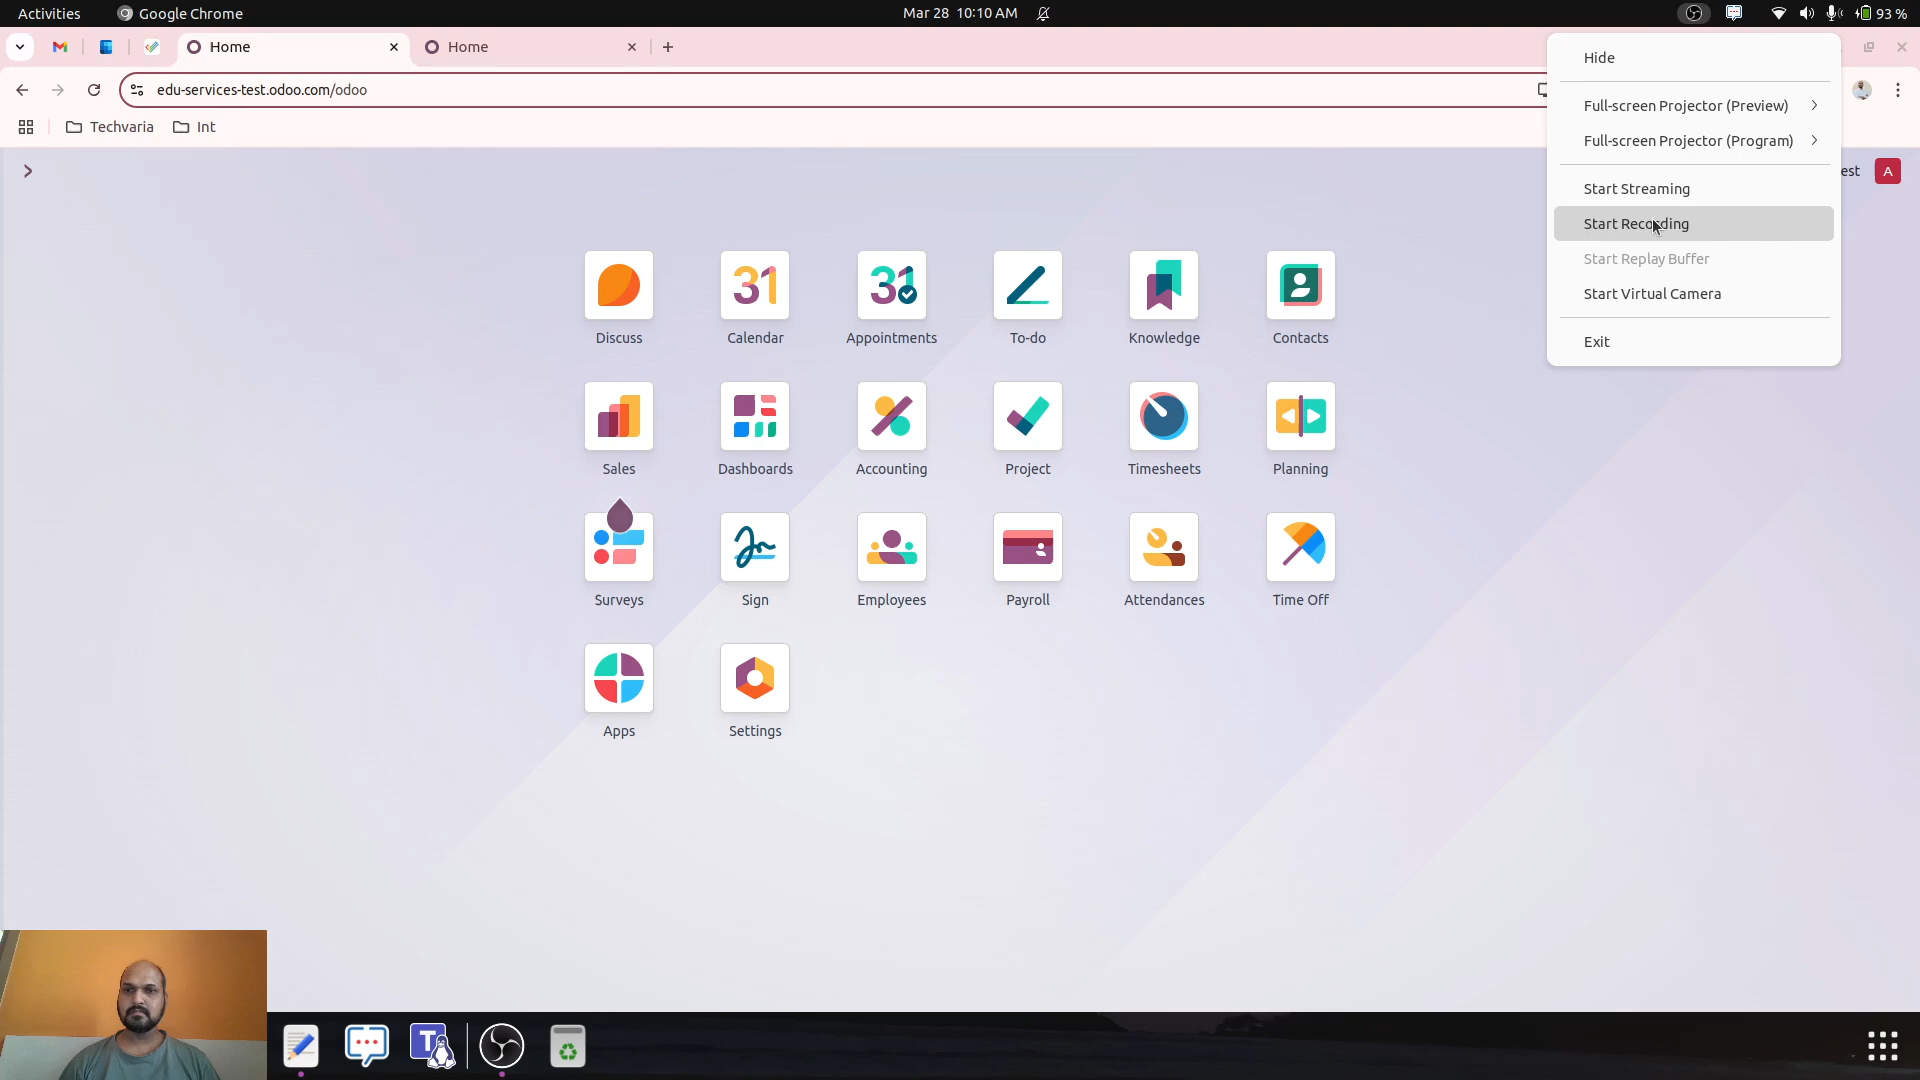 Activities Google Chrome Mar 28 10:10 AM 93 %
Home Home
edu-services-test.odoo.com/odoo
Techvaria Int
est A
Hide
Full-screen Projector (Preview)
Full-screen Projector (Program)
Start Streaming
Start Recording
Start Replay Buffer
Start Virtual Camera
Exit
31 31
Discuss Calendar Appointments To-do Knowledge Contacts
Sales Dashboards Accounting Project Timesheets Planning
Surveys Sign Employees Payroll Attendances Time Off
Apps Settings
T